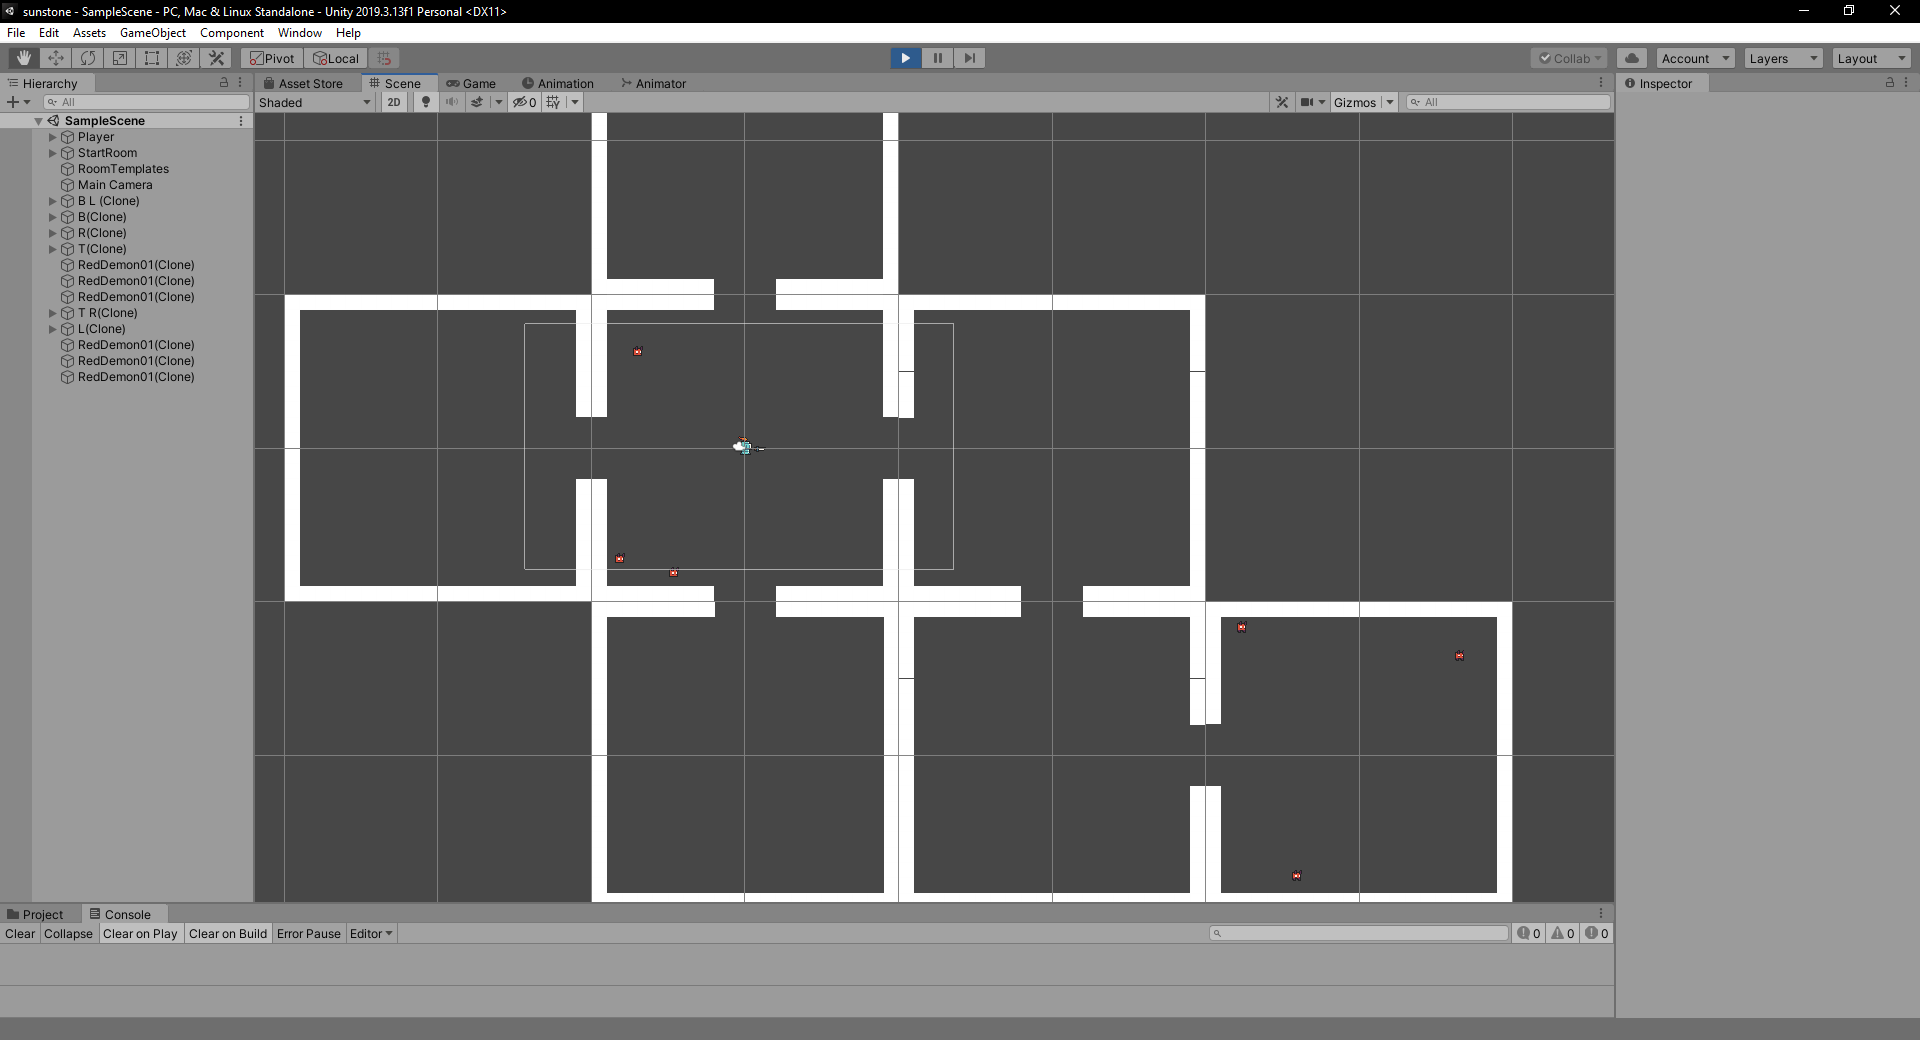 sunstone - SampleScene - PC, Mac & Linux Standalone - Unity 2019.3.13f1 Personal <DX11>
File Edit Assets GameObject Component Window Help
Pivot Local Collab Account Layers Layout
Hierarchy Asset Store Scene Game Animation Animator Inspector
All Shaded 2D 0 Gizmos All
SampleScene
Player
StartRoom
RoomTemplates
Main Camera
B L (Clone)
B(Clone)
R(Clone)
T(Clone)
RedDemon01(Clone)
RedDemon01(Clone)
RedDemon01(Clone)
T R(Clone)
L(Clone)
RedDemon01(Clone)
RedDemon01(Clone)
RedDemon01(Clone)
Project Console
Clear Collapse Clear on Play Clear on Build Error Pause Editor 0 0 0